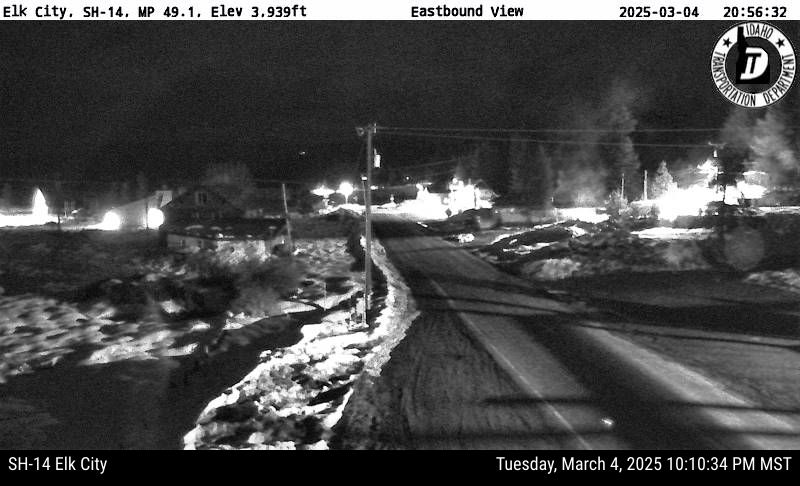 Elk City, SH-14, MP 49.1, Elev 3,939ft Eastbound View 2025-03-04 20:56:32
IDAHO
TRANSPORTATION DEPARTMENT
SH-14 Elk City Tuesday, March 4, 2025 10:10:34 PM MST